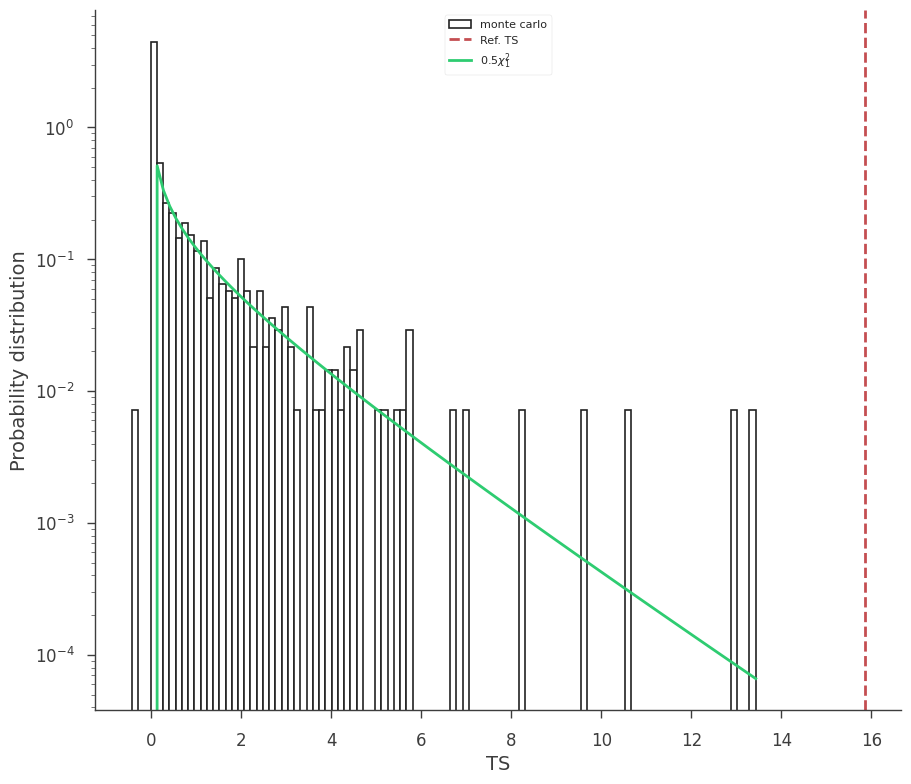 monte carlo
Ref. TS
0.5χ₁²
Probability distribution
10⁰
10⁻¹
10⁻²
10⁻³
10⁻⁴
0 2 4 6 8 10 12 14 16
TS